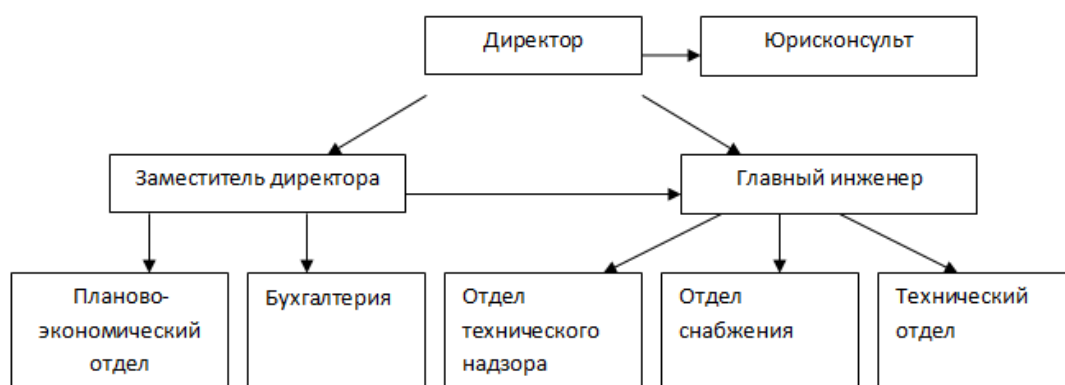 Директор
Юрисконсульт
Заместитель директора
Главный инженер
Планово-
экономический
отдел
Бухгалтерия
Отдел
технического
надзора
Отдел
снабжения
Технический
отдел